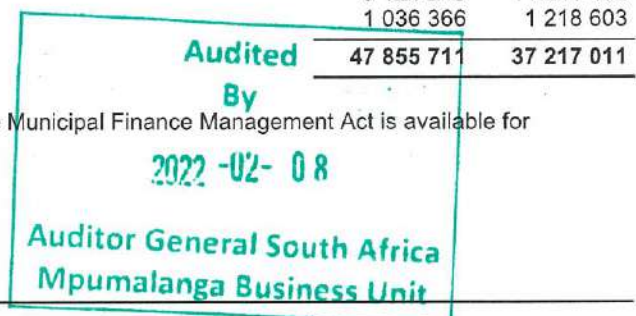 1 036 366 1 218 603
Audited 47 855 711 37 217 011
By
Municipal Finance Management Act is available for
2022 -02- 08
Auditor General South Africa
Mpumalanga Business Unit